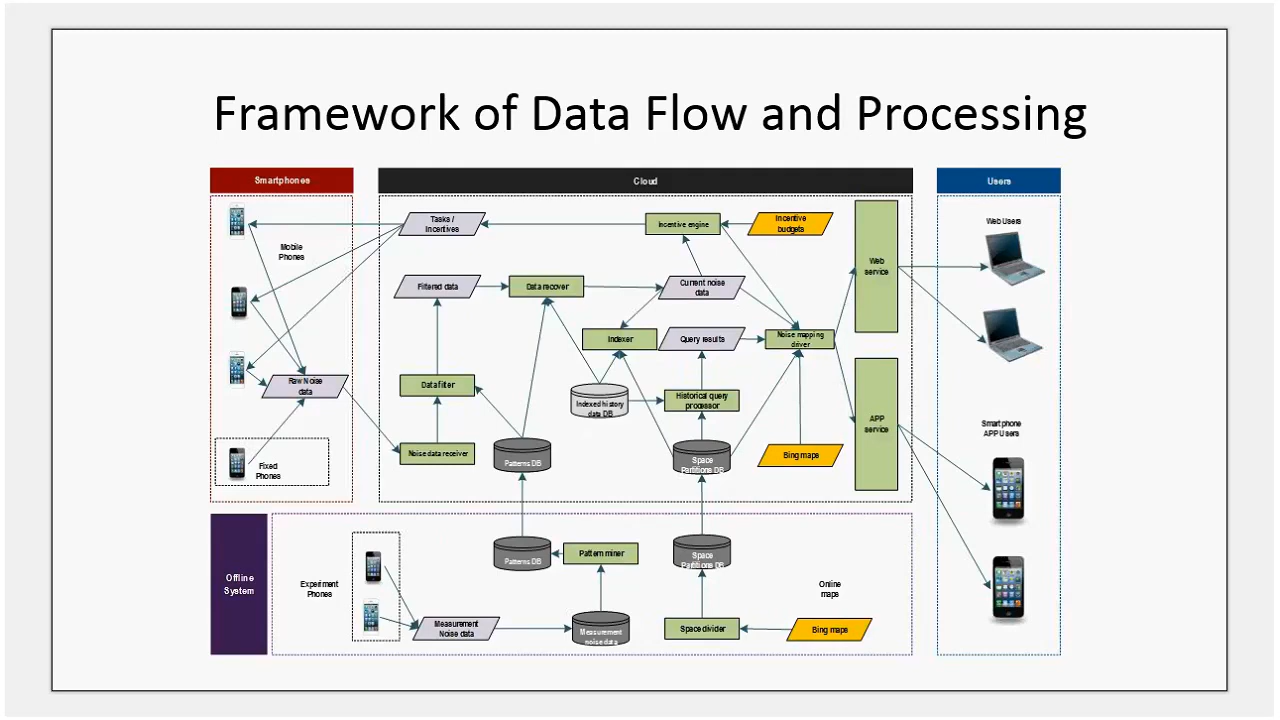 Framework of Data Flow and Processing
Smartphones
Cloud
Users
Mobile
Phones
Raw Noise
data
Fixed
Phones
Tasks /
Incentives
Incentive engine
Incentive
budgets
Filtered data
Data recover
Current noise
data
Indexer
Query results
Noise mapping
driver
Data filter
Indexed history
data DB
Historical query
processor
Noise data receiver
Patterns DB
Space
Partitions DB
Bing maps
Web
service
APP
service
Web Users
Smartphone
APP Users
Offline
System
Experiment
Phones
Measurement
Noise data
Patterns DB
Pattern miner
Measurement
noise data
Space
Partitions DB
Space divider
Online
maps
Bing maps